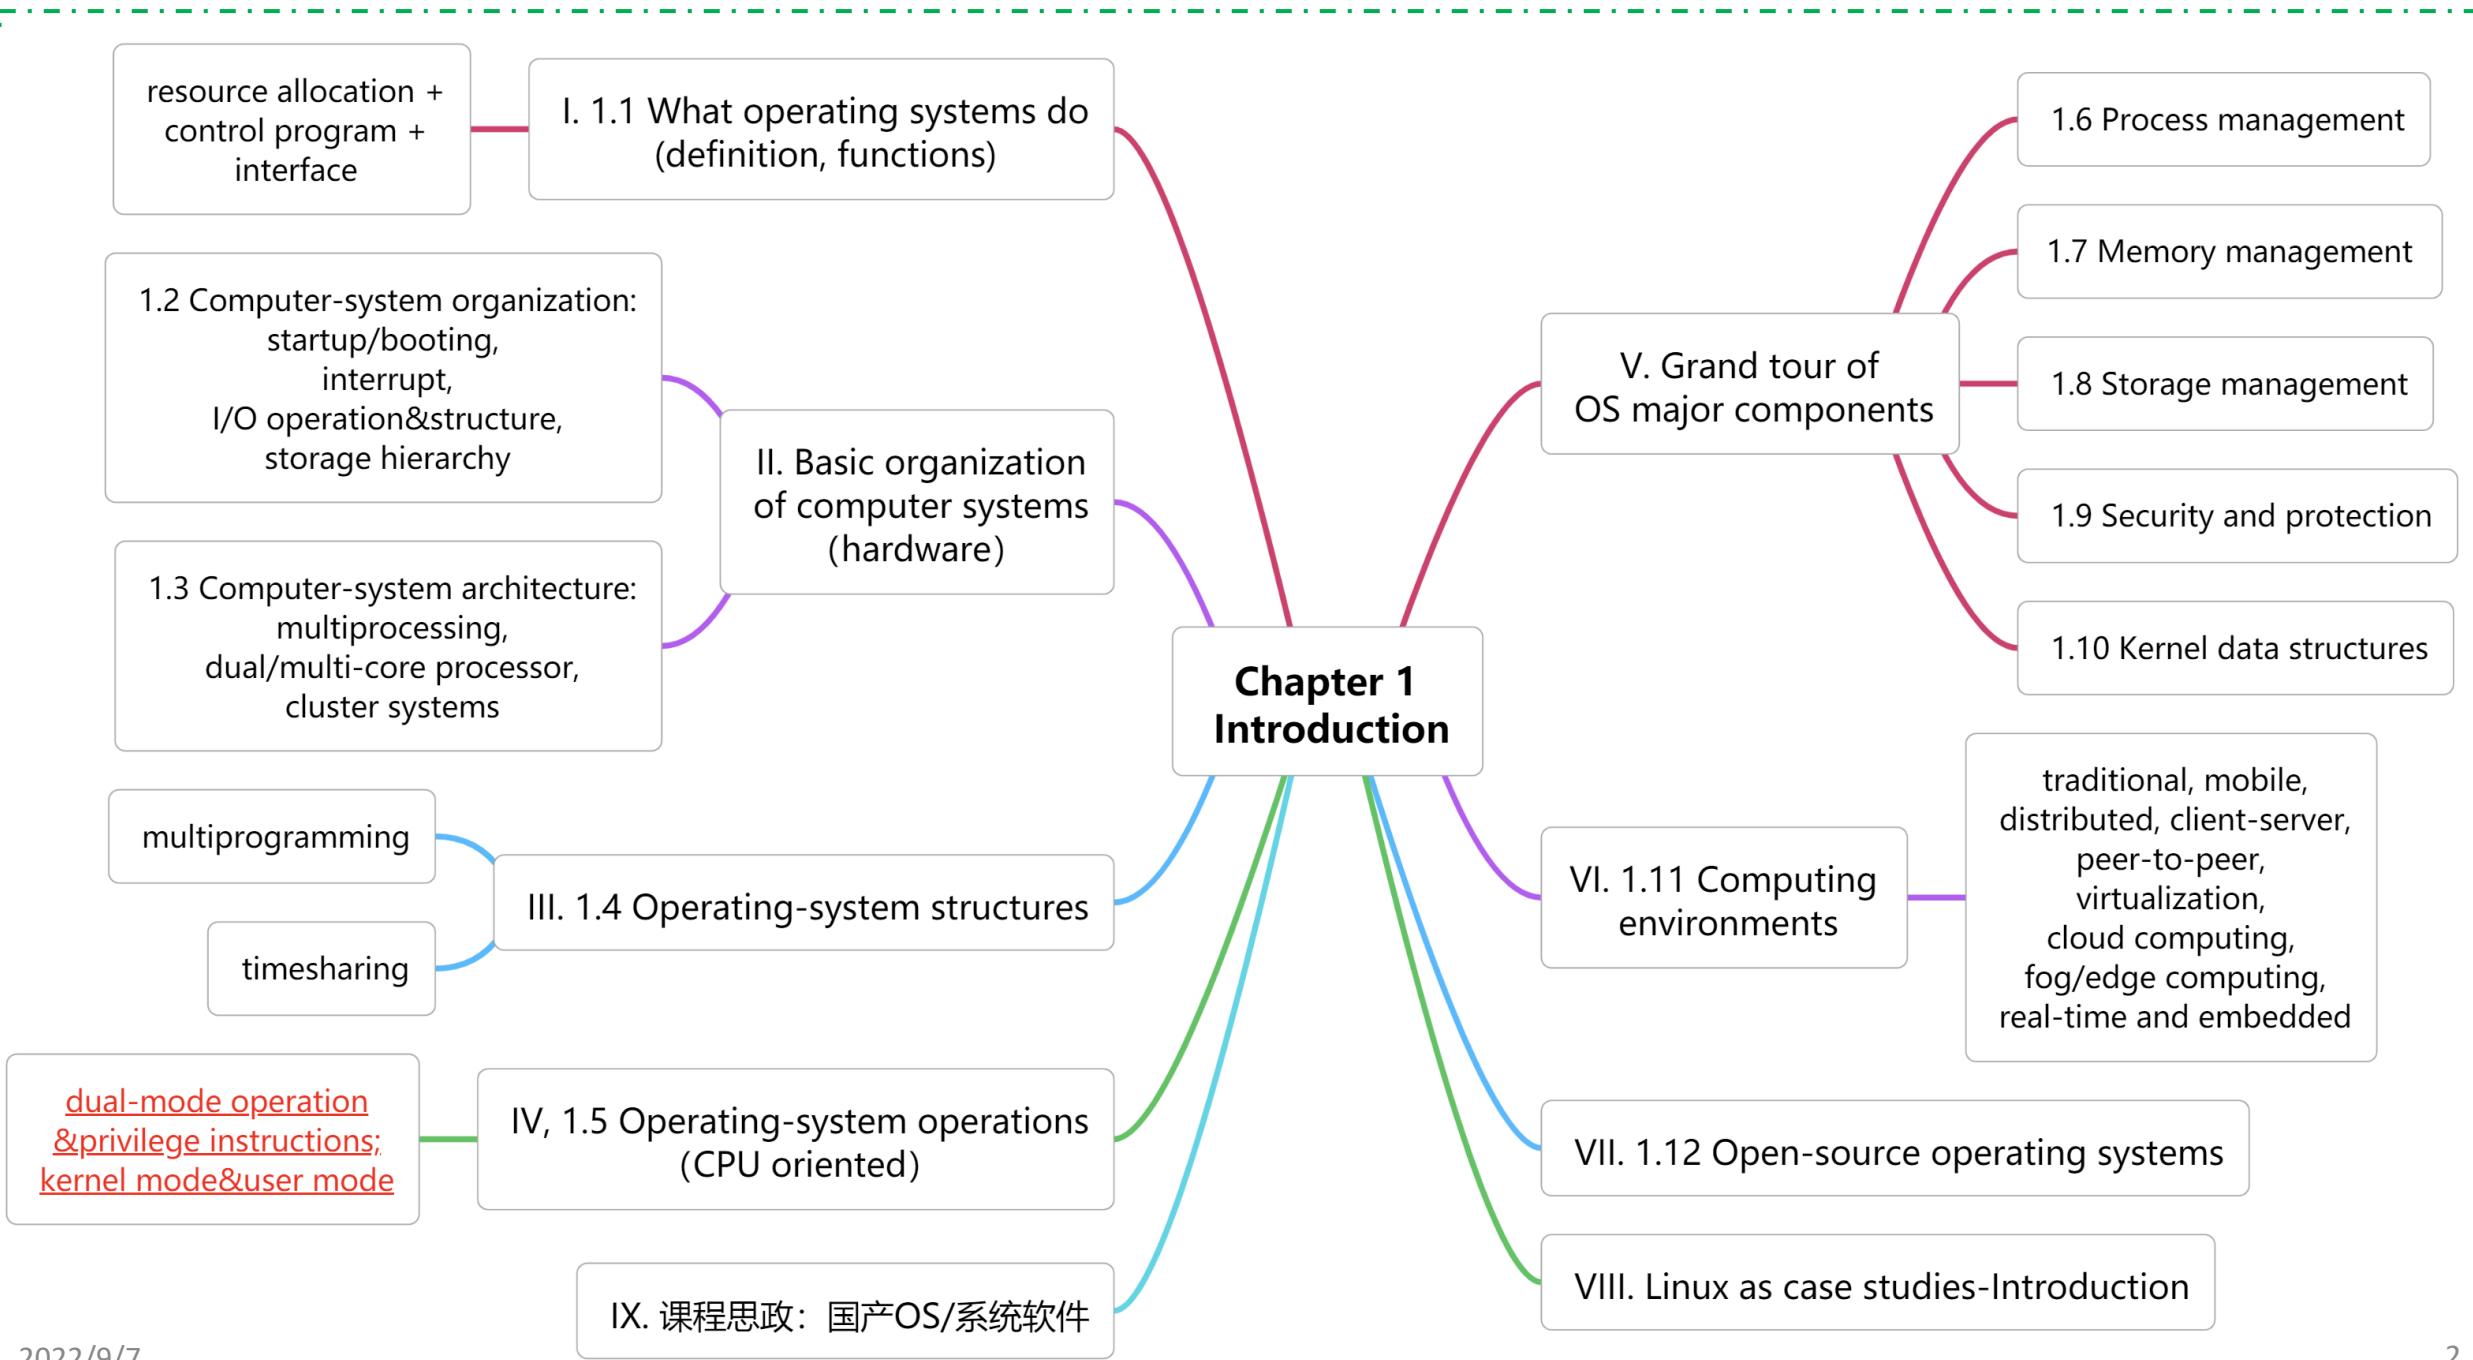 resource allocation +
control program +
interface
I. 1.1 What operating systems do
(definition, functions)
1.2 Computer-system organization:
startup/booting,
interrupt,
I/O operation&structure,
storage hierarchy
1.3 Computer-system architecture:
multiprocessing,
dual/multi-core processor,
cluster systems
II. Basic organization
of computer systems
(hardware)
multiprogramming
timesharing
III. 1.4 Operating-system structures
dual-mode operation
&privilege instructions;
kernel mode&user mode
IV, 1.5 Operating-system operations
(CPU oriented)
IX. 课程思政：国产OS/系统软件
Chapter 1
Introduction
V. Grand tour of
OS major components
1.6 Process management
1.7 Memory management
1.8 Storage management
1.9 Security and protection
1.10 Kernel data structures
VI. 1.11 Computing
environments
traditional, mobile,
distributed, client-server,
peer-to-peer,
virtualization,
cloud computing,
fog/edge computing,
real-time and embedded
VII. 1.12 Open-source operating systems
VIII. Linux as case studies-Introduction
2022/9/7
2